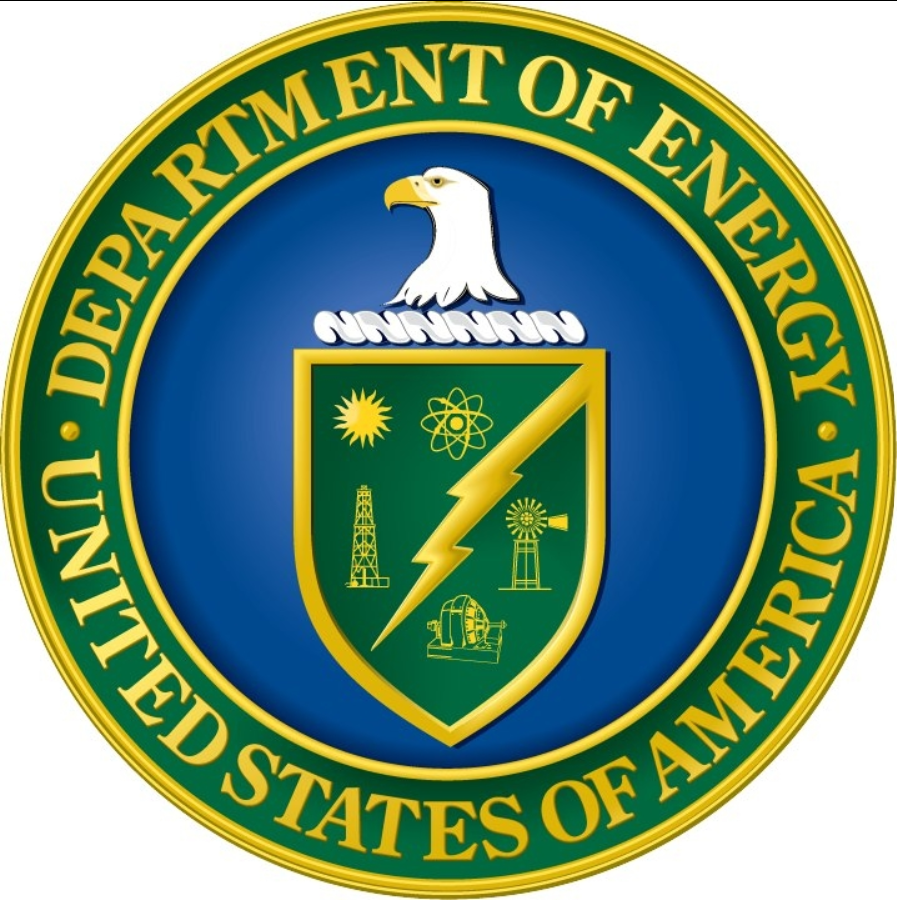 DEPARTMENT OF ENERGY
UNITED STATES OF AMERICA